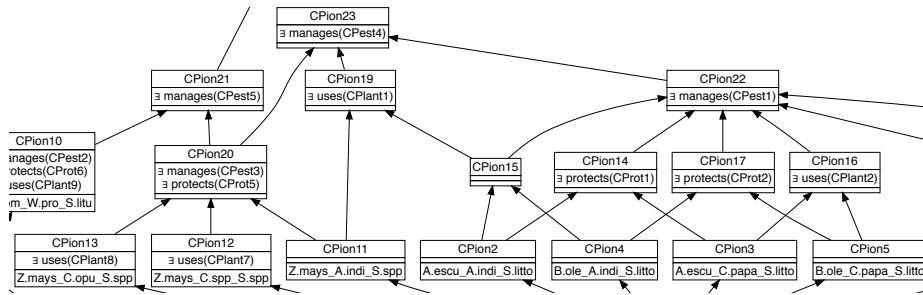 CPion23
∃ manages(CPest4)
CPion21
∃ manages(CPest5)
CPion19
∃ uses(CPlant1)
CPion22
∃ manages(CPest1)
CPion10
anages(CPest2)
rotects(CProt6)
uses(CPlant9)
om_W.pro_S.litu
CPion20
∃ manages(CPest3)
∃ protects(CProt5)
CPion15
CPion14
∃ protects(CProt1)
CPion17
∃ protects(CProt2)
CPion16
∃ uses(CPlant2)
CPion13
∃ uses(CPlant8)
Z.mays_C.opu_S.spp
CPion12
∃ uses(CPlant7)
Z.mays_C.spp_S.spp
CPion11
Z.mays_A.indi_S.spp
CPion2
A.escu_A.indi_S.litto
CPion4
B.ole_A.indi_S.litto
CPion3
A.escu_C.papa_S.litto
CPion5
B.ole_C.papa_S.litto